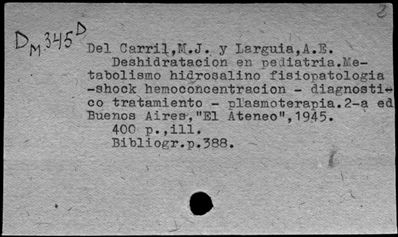 2
DM345D
Del Carril,M.J. y Larguia,A.E.
Deshidratacion en pediatria.Me-
tabolismo hidrosalino fisiopatologia
-shock hemoconcentracion - diagnosti-
co tratamiento - plasmoterapia.2-a ed
Buenos Aires,"El Ateneo",1945.
400 p.,ill.
Bibliogr.p.388.